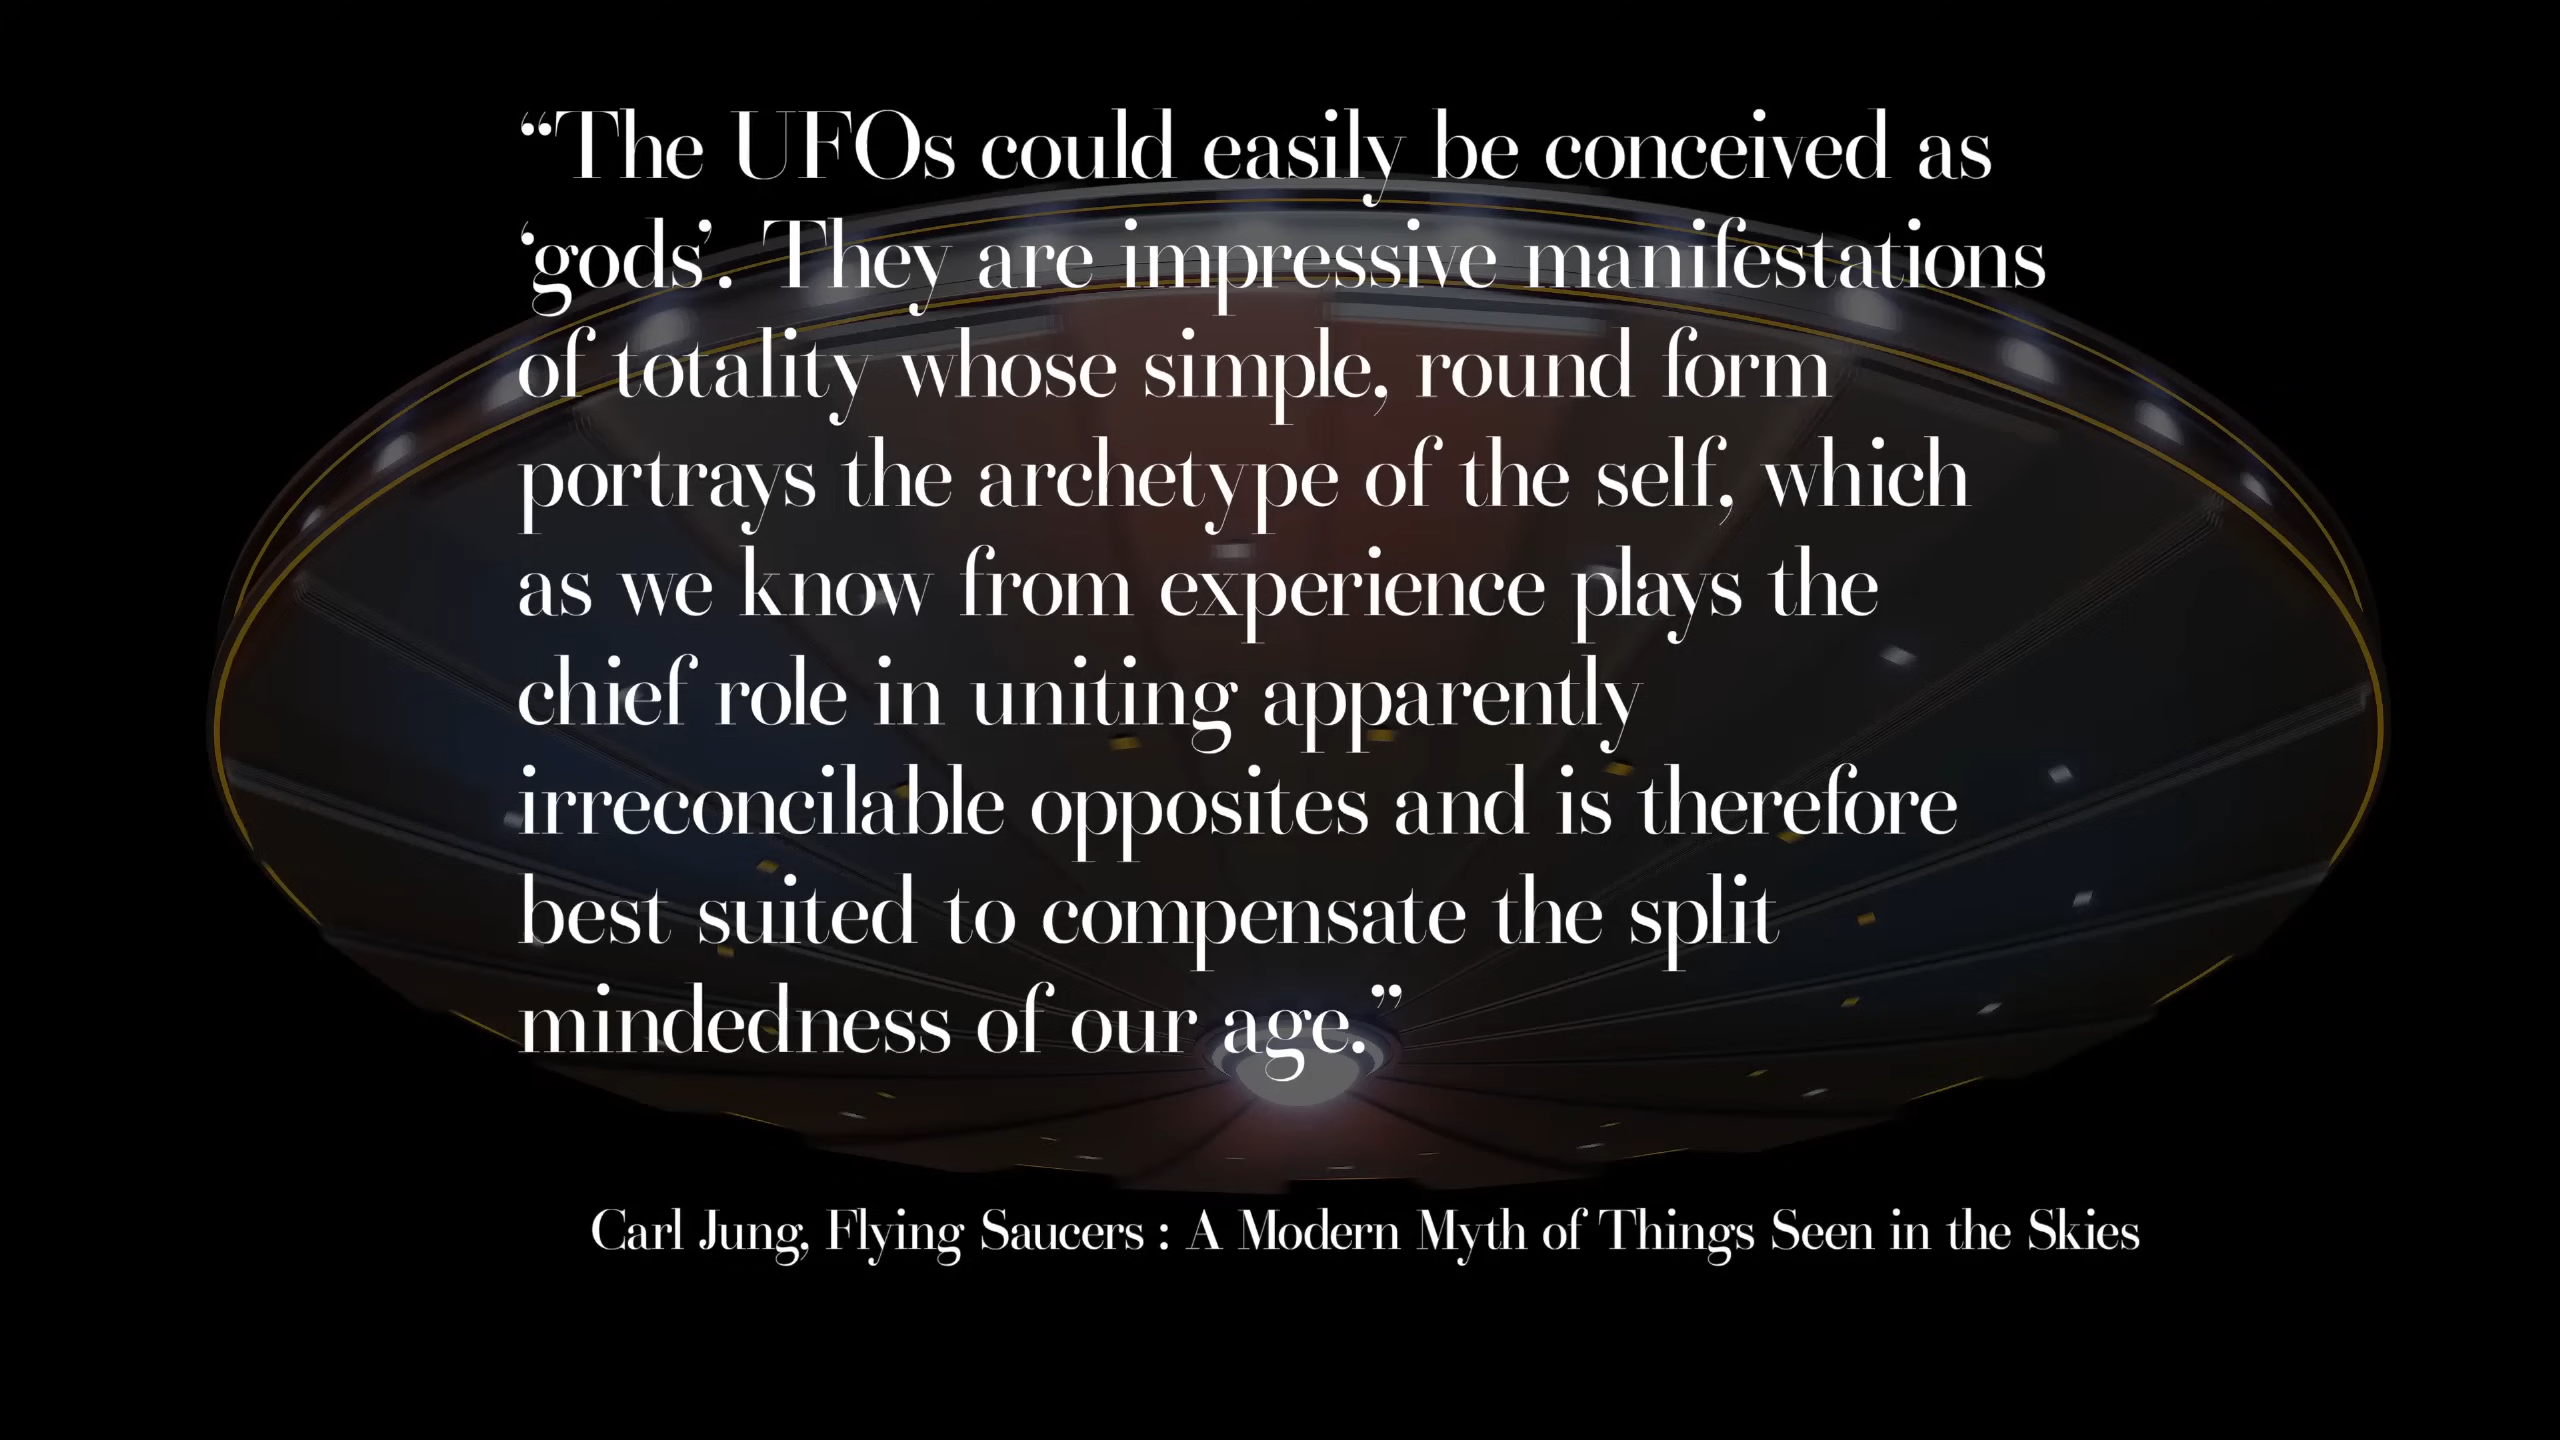 “The UFOs could easily be conceived as
‘gods’. They are impressive manifestations
of totality whose simple, round form
portrays the archetype of the self, which
as we know from experience plays the
chief role in uniting apparently
irreconcilable opposites and is therefore
best suited to compensate the split
mindedness of our age.”
Carl Jung, Flying Saucers : A Modern Myth of Things Seen in the Skies